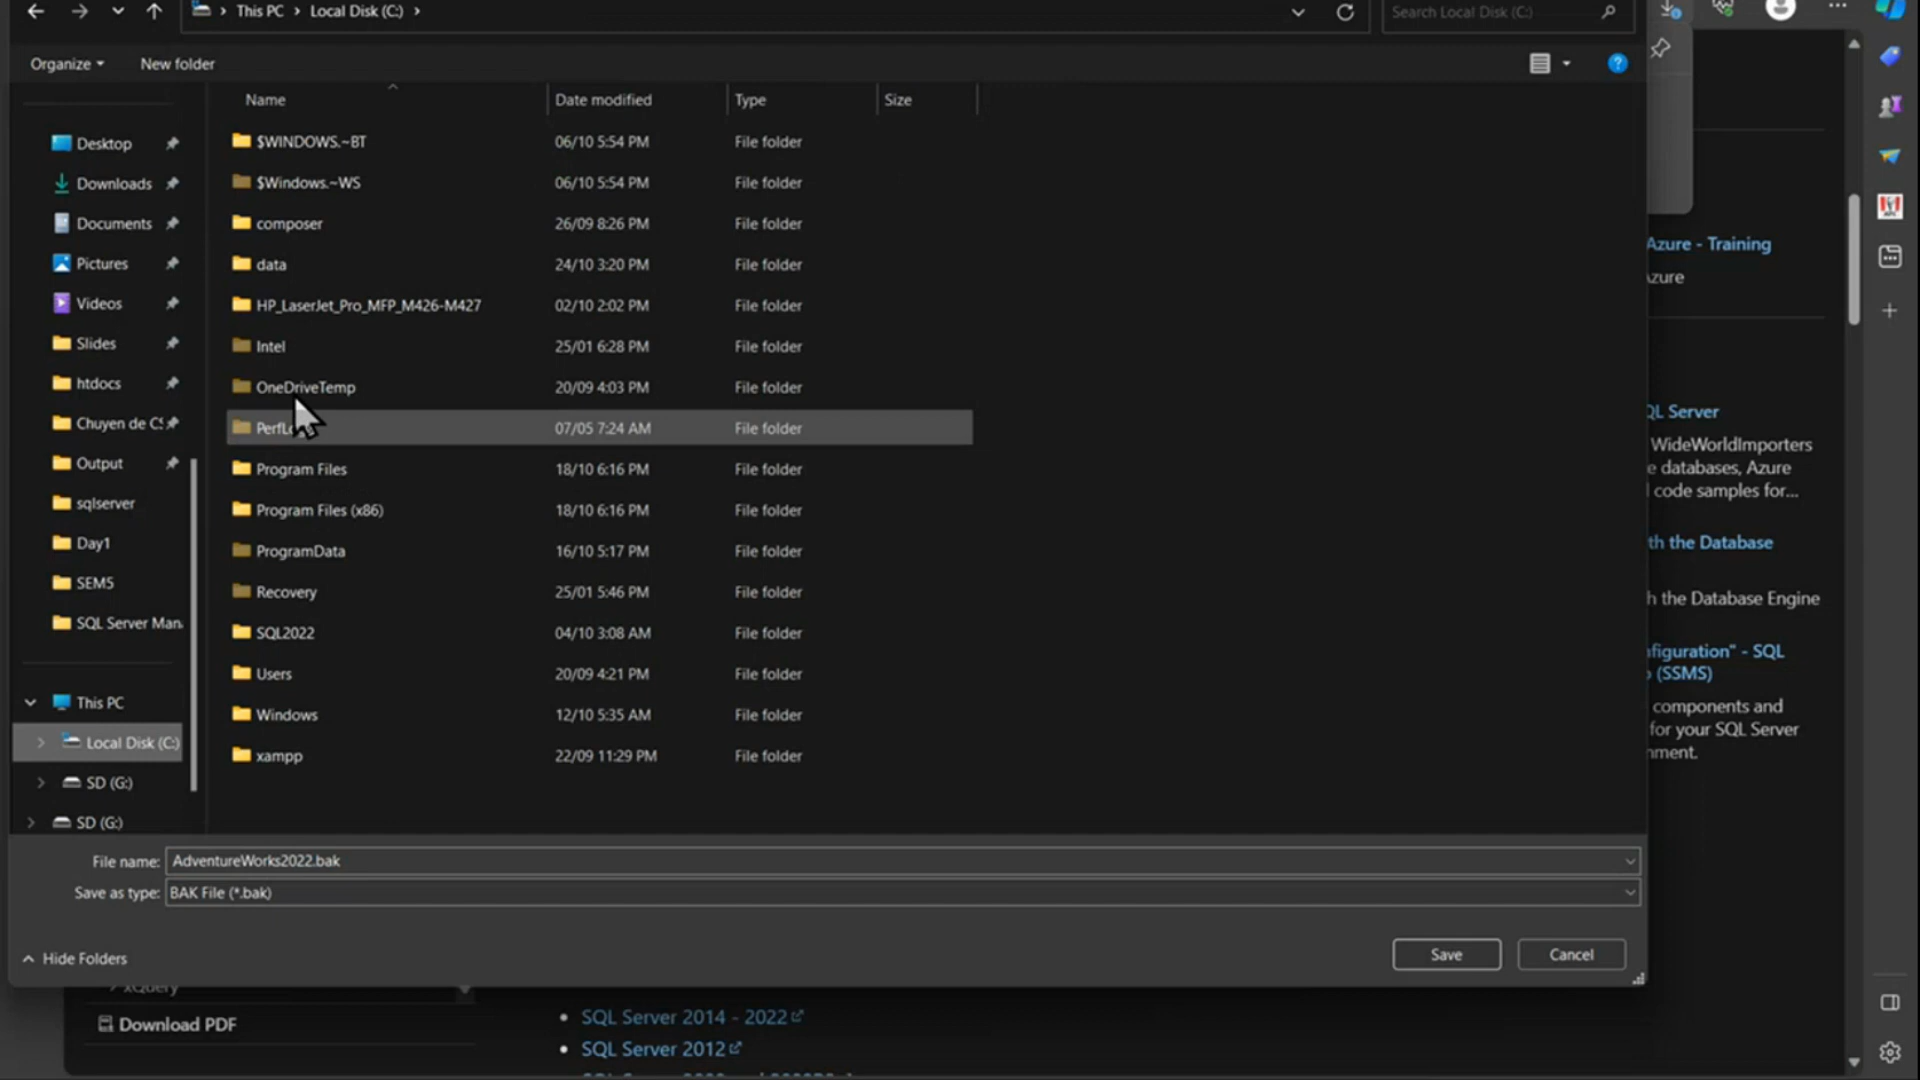 This PC > Local Disk (C:) >
Search Local Disk (C:)
Organize
New folder
Name
Date modified
Type
Size
Desktop
Downloads
Documents
Pictures
Videos
Slides
htdocs
Chuyen de CS
Output
sqlserver
Day1
SEM5
SQL Server Man
This PC
Local Disk (C:)
SD (G:)
SD (G:)
$WINDOWS.~BT 06/10 5:54 PM File folder
$Windows.~WS 06/10 5:54 PM File folder
composer 26/09 8:26 PM File folder
data 24/10 3:20 PM File folder
HP_LaserJet_Pro_MFP_M426-M427 02/10 2:02 PM File folder
Intel 25/01 6:28 PM File folder
OneDriveTemp 20/09 4:03 PM File folder
PerfL 07/05 7:24 AM File folder
Program Files 18/10 6:16 PM File folder
Program Files (x86) 18/10 6:16 PM File folder
ProgramData 16/10 5:17 PM File folder
Recovery 25/01 5:46 PM File folder
SQL2022 04/10 3:08 AM File folder
Users 20/09 4:21 PM File folder
Windows 12/10 5:35 AM File folder
xampp 22/09 11:29 PM File folder
Azure - Training
zure
QL Server
WideWorldImporters
e databases, Azure
code samples for...
th the Database
h the Database Engine
figuration" - SQL
(SSMS)
components and
for your SQL Server
nment.
File name: AdventureWorks2022.bak
Save as type: BAK File (*.bak)
Hide Folders
Save
Cancel
xQuery
Download PDF
SQL Server 2014 - 2022
SQL Server 2012